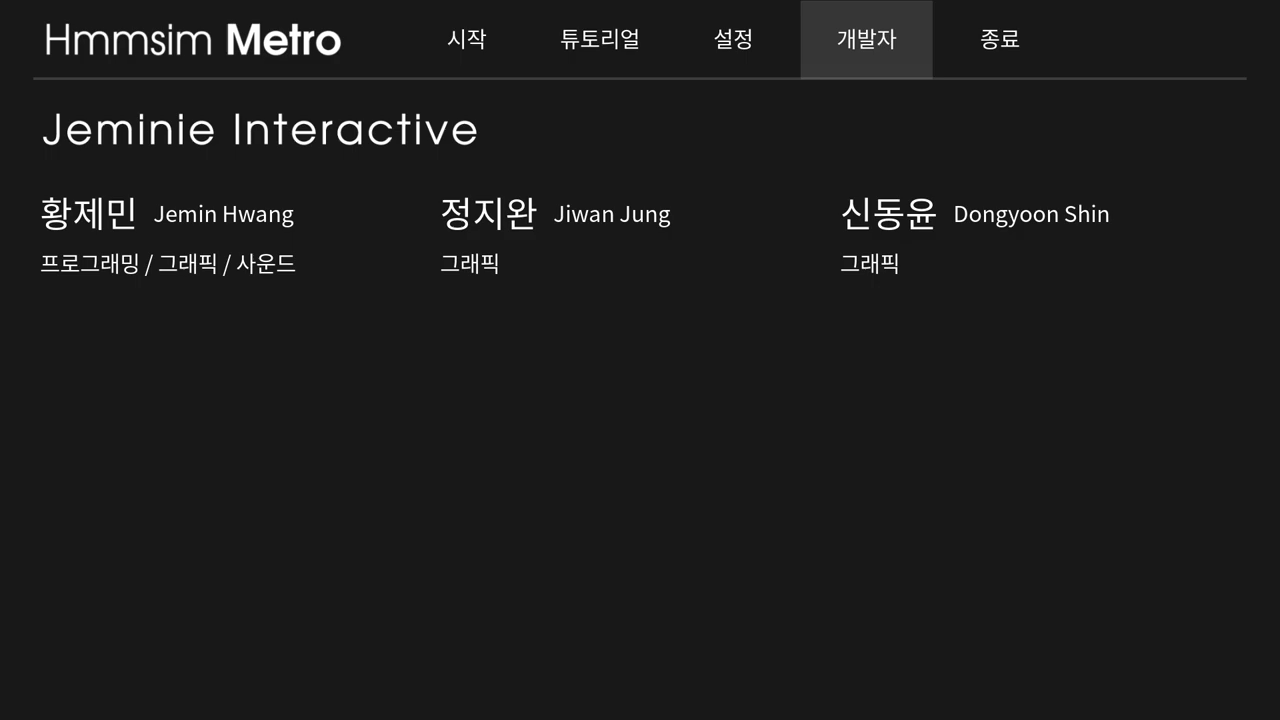 Hmmsim Metro 시작 튜토리얼 설정 개발자 종료
Jeminie Interactive
황제민 Jemin Hwang 정지완 Jiwan Jung 신동윤 Dongyoon Shin
프로그래밍 / 그래픽 / 사운드 그래픽 그래픽